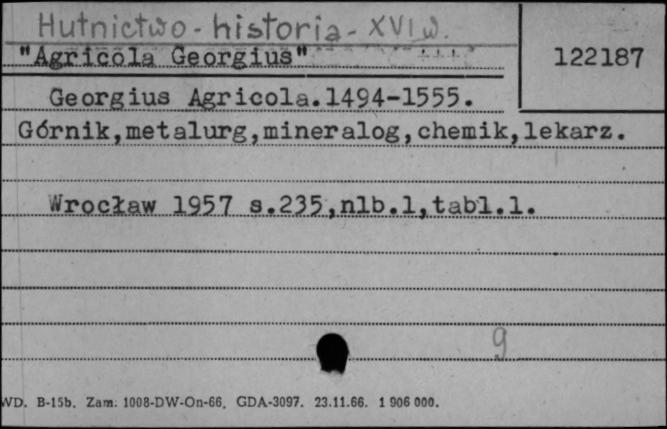 Hutnictwo - historia - XVI w.
"Agricola Georgius"
122187
Georgius Agricola.1494-1555.
Górnik,metalurg,mineralog,chemik,lekarz.
Wrocław 1957 s.235,nlb.1,tabl.1.
9
WD. B-15b. Zam: 1008-DW-On-66. GDA-3097. 23.11.66. 1 906 000.